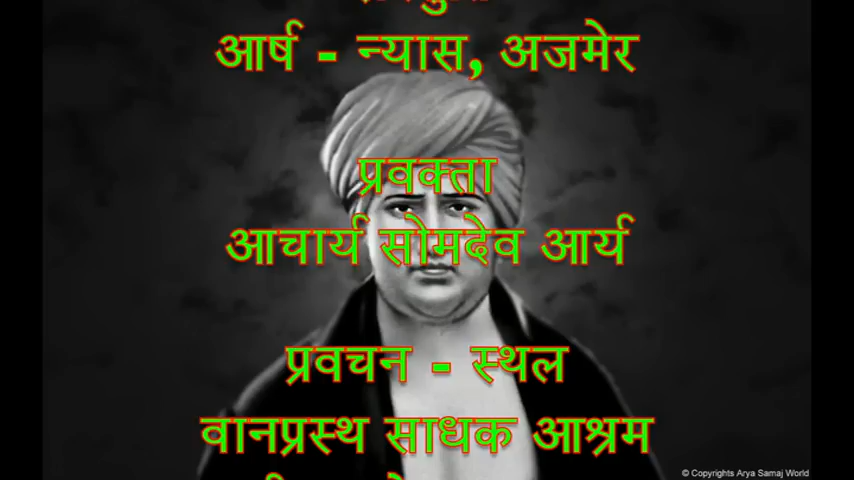 आर्ष - न्यास, अजमेर
प्रवक्ता
आचार्य सोमदेव आर्य
प्रवचन - स्थल
वानप्रस्थ साधक आश्रम
© Copyrights Arya Samaj World